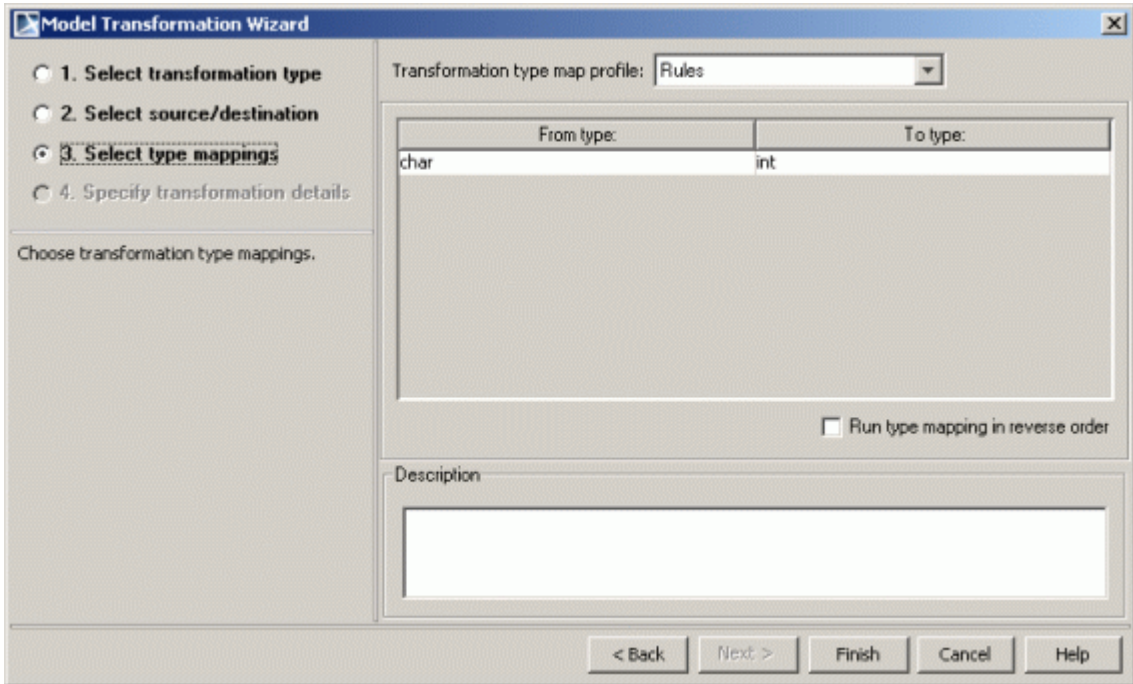 Model Transformation Wizard
1. Select transformation type
2. Select source/destination
3. Select type mappings
4. Specify transformation details
Choose transformation type mappings.
Transformation type map profile: Rules
From type: To type:
char int
Run type mapping in reverse order
Description
< Back Next > Finish Cancel Help